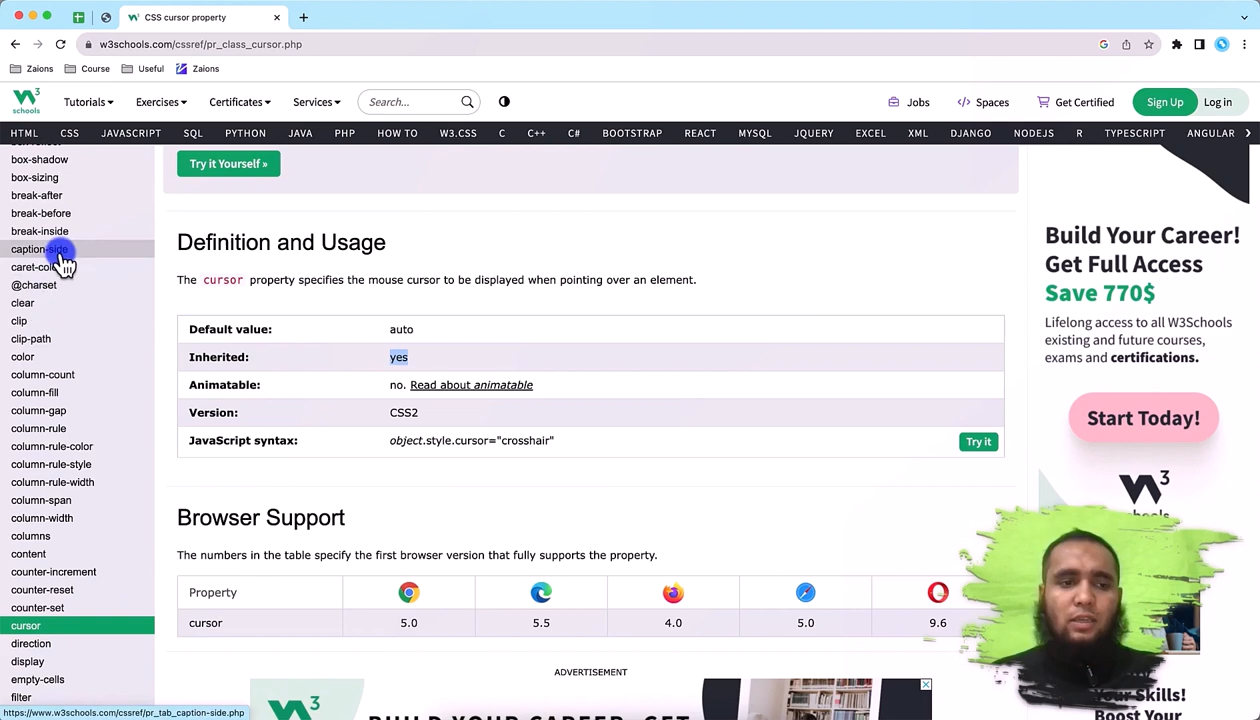 CSS cursor property
w3schools.com/cssref/pr_class_cursor.php
Zaions
Course
Useful
Zaions
W3 schools
Tutorials
Exercises
Certificates
Services
Search...
Jobs
Spaces
Get Certified
Sign Up
Log in
HTML CSS JAVASCRIPT SQL PYTHON JAVA PHP HOW TO W3.CSS C C++ C# BOOTSTRAP REACT MYSQL JQUERY EXCEL XML DJANGO NODEJS R TYPESCRIPT ANGULAR
box-shadow
box-sizing
break-after
break-before
break-inside
caption-side
@charset
clear
clip
clip-path
color
column-count
column-fill
column-gap
column-rule
column-rule-color
column-rule-style
column-rule-width
column-span
column-width
columns
content
counter-increment
counter-reset
counter-set
cursor
direction
display
empty-cells
filter
https://www.w3schools.com/cssref/pr_tab_caption-side.php
Try it Yourself »
Definition and Usage
The cursor property specifies the mouse cursor to be displayed when pointing over an element.
Default value: auto
Inherited: yes
Animatable: no. Read about animatable
Version: CSS2
JavaScript syntax: object.style.cursor="crosshair" Try it
Browser Support
The numbers in the table specify the first browser version that fully supports the property.
Property
cursor 5.0 5.5 4.0 5.0 9.6
ADVERTISEMENT
W3
Build Your Career!
Get Full Access
Save 770$
Lifelong access to all W3Schools
existing and future courses,
exams and certifications.
Start Today!
W3
Your Skills!
Boost Your